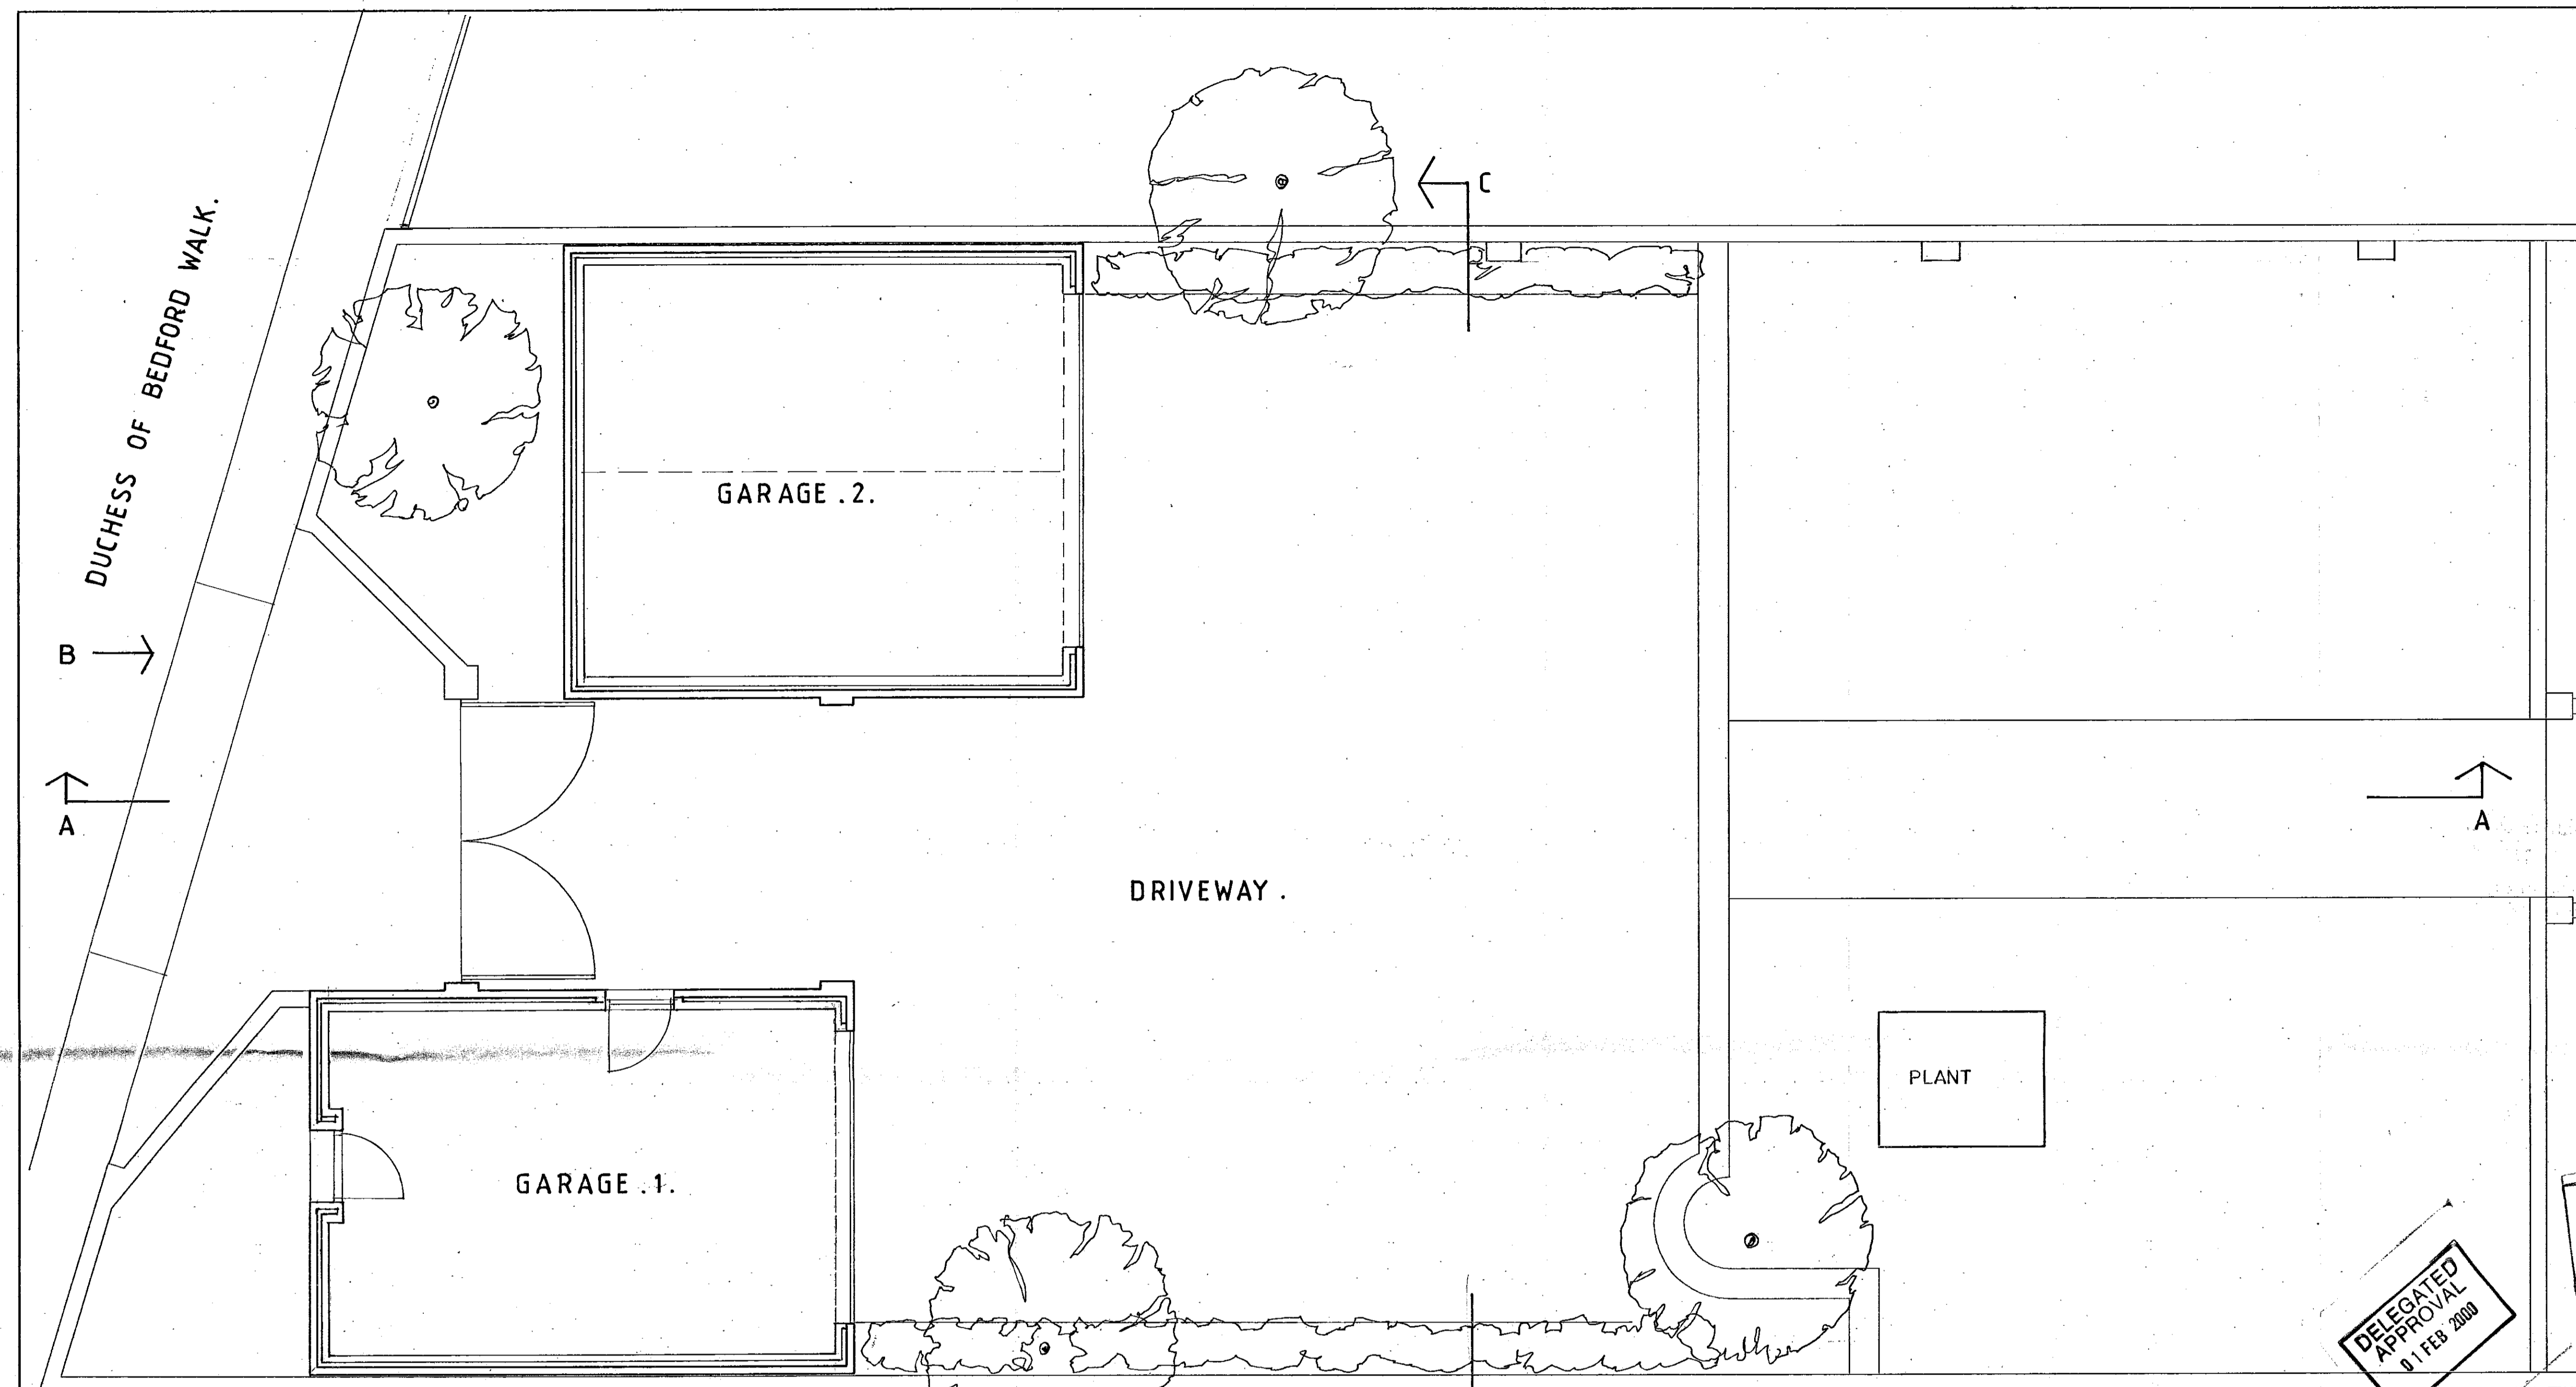 C
DUCHESS OF BEDFORD WALK.
GARAGE .2.
B
A
A
DRIVEWAY .
PLANT
GARAGE .1.
DELEGATED
APPROVAL
01 FEB 2000